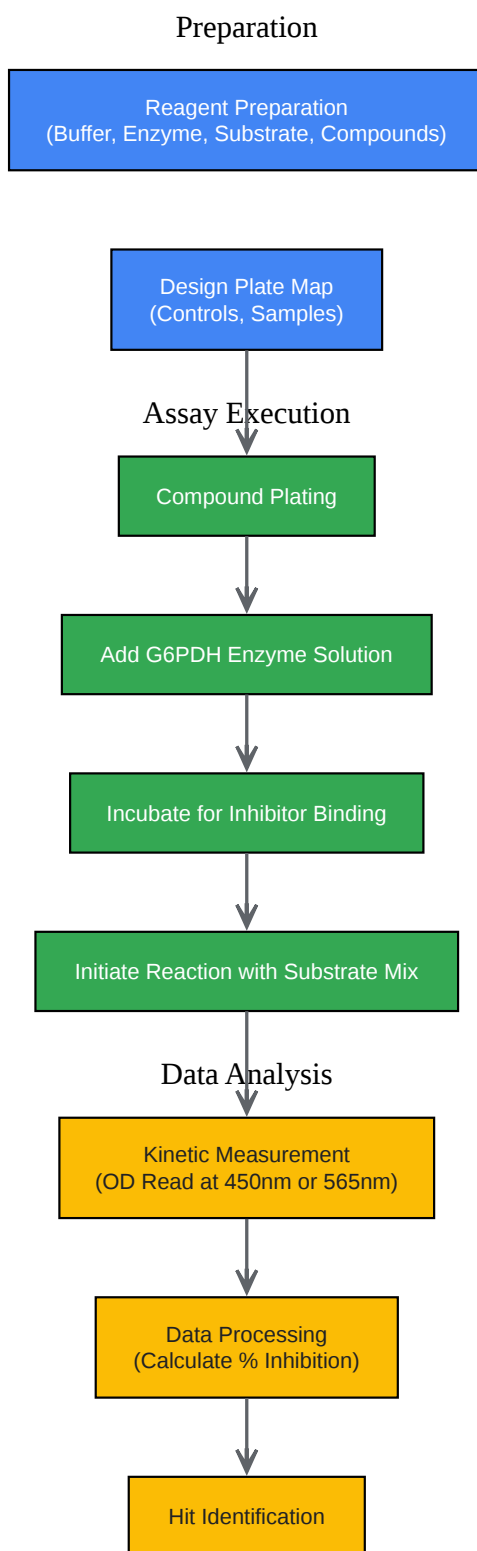 Preparation
Reagent Preparation
(Buffer, Enzyme, Substrate, Compounds)
Design Plate Map
(Controls, Samples)
Assay Execution
Compound Plating
Add G6PDH Enzyme Solution
Incubate for Inhibitor Binding
Initiate Reaction with Substrate Mix
Data Analysis
Kinetic Measurement
(OD Read at 450nm or 565nm)
Data Processing
(Calculate % Inhibition)
Hit Identification